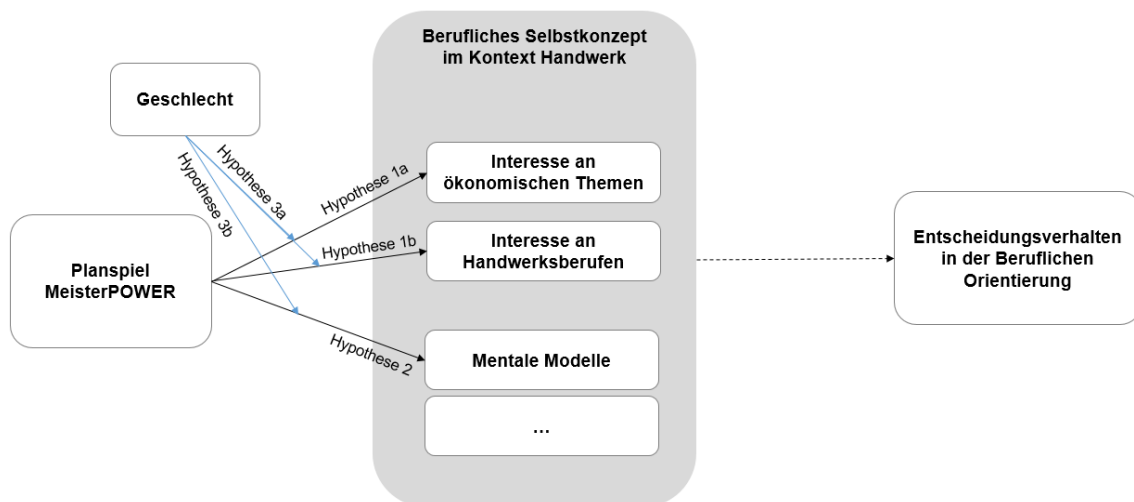 Berufliches Selbstkonzept
im Kontext Handwerk
Geschlecht
Hypothese 3a
Hypothese 3b
Hypothese 1a
Hypothese 1b
Hypothese 2
Planspiel
MeisterPOWER
Interesse an
ökonomischen Themen
Interesse an
Handwerksberufen
Mentale Modelle
...
Entscheidungsverhalten
in der Beruflichen
Orientierung